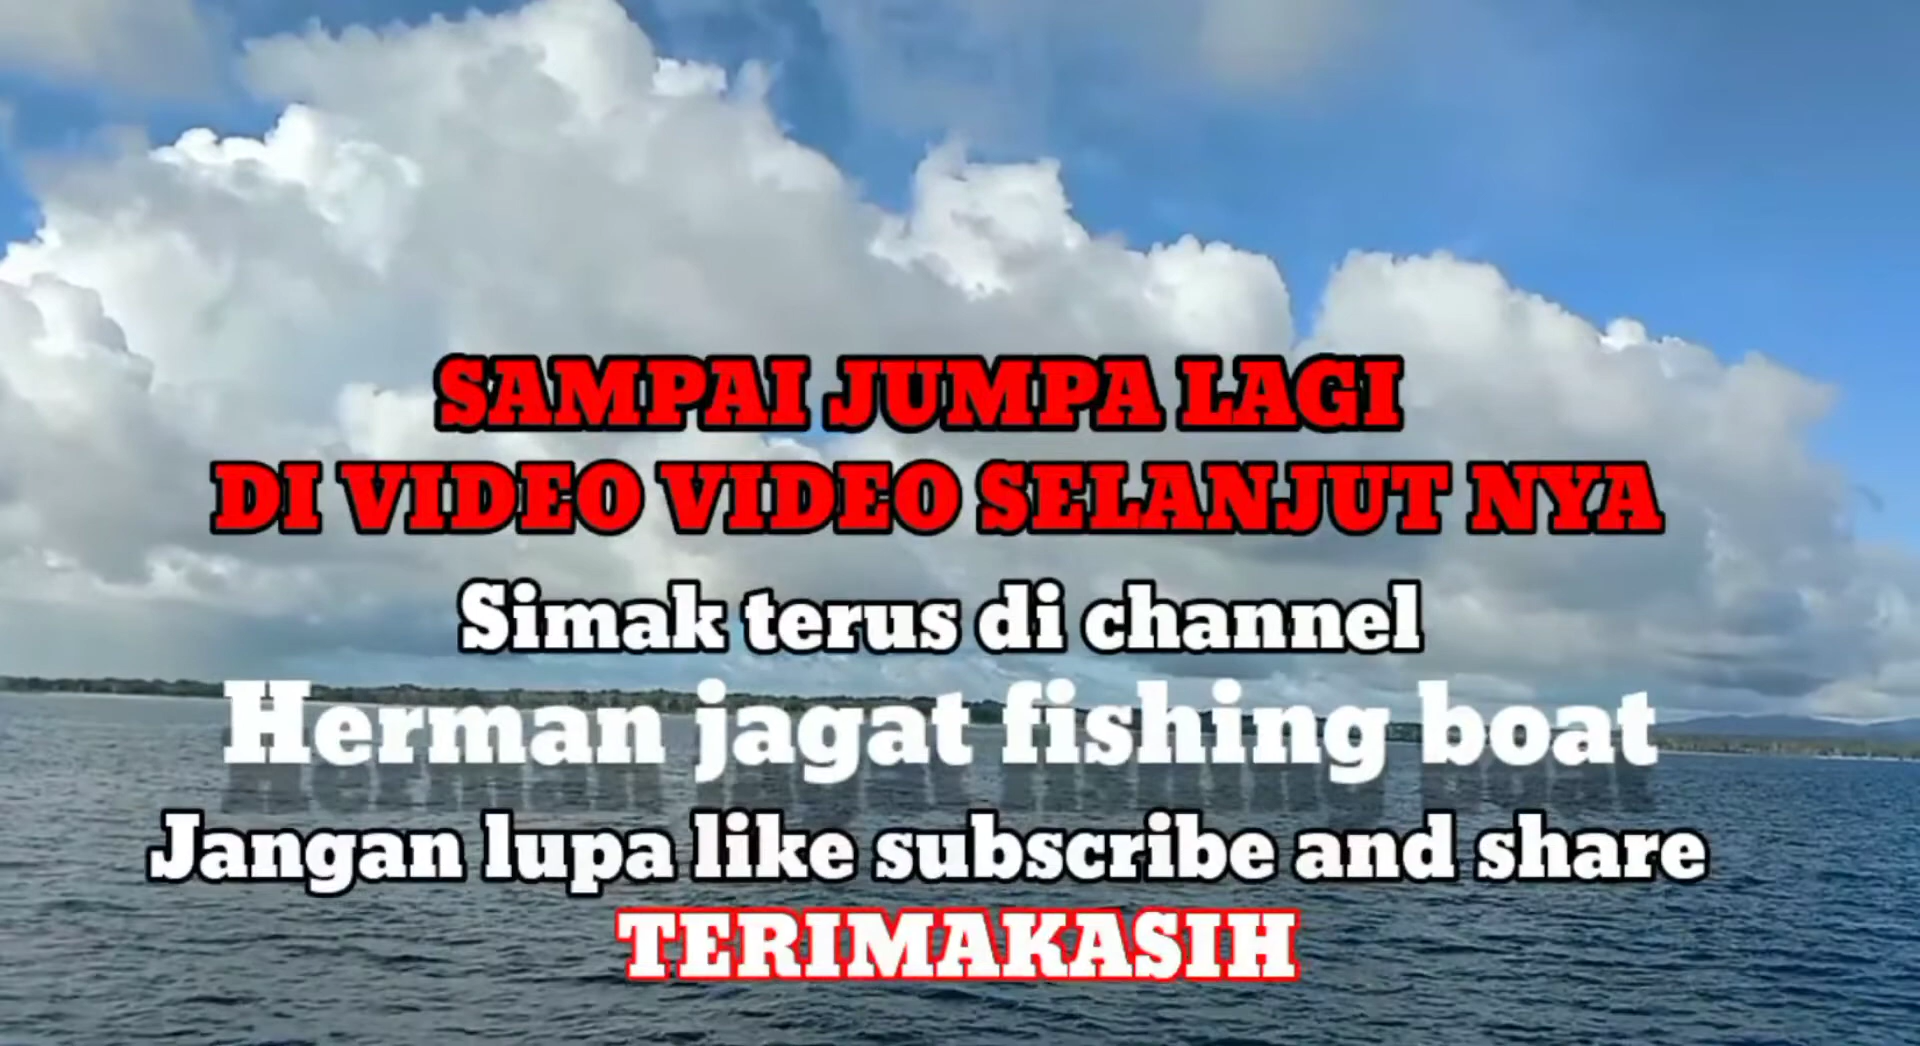 SAMPAI JUMPA LAGI
DI VIDEO VIDEO SELANJUT NYA
Simak terus di channel
Herman jagat fishing boat
Jangan lupa like subscribe and share
TERIMAKASIH